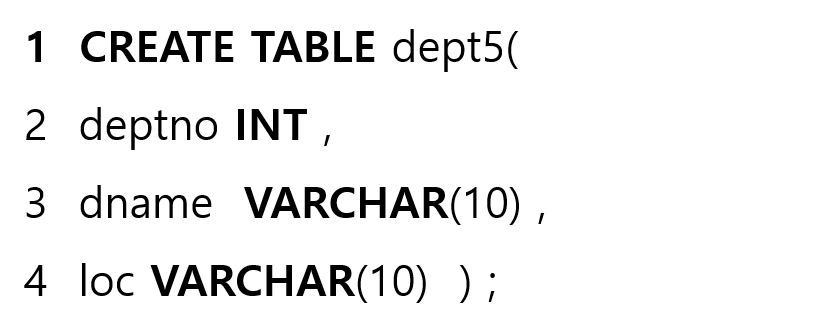 1 CREATE TABLE dept5(
2 deptno INT ,
3 dname VARCHAR(10) ,
4 loc VARCHAR(10) ) ;